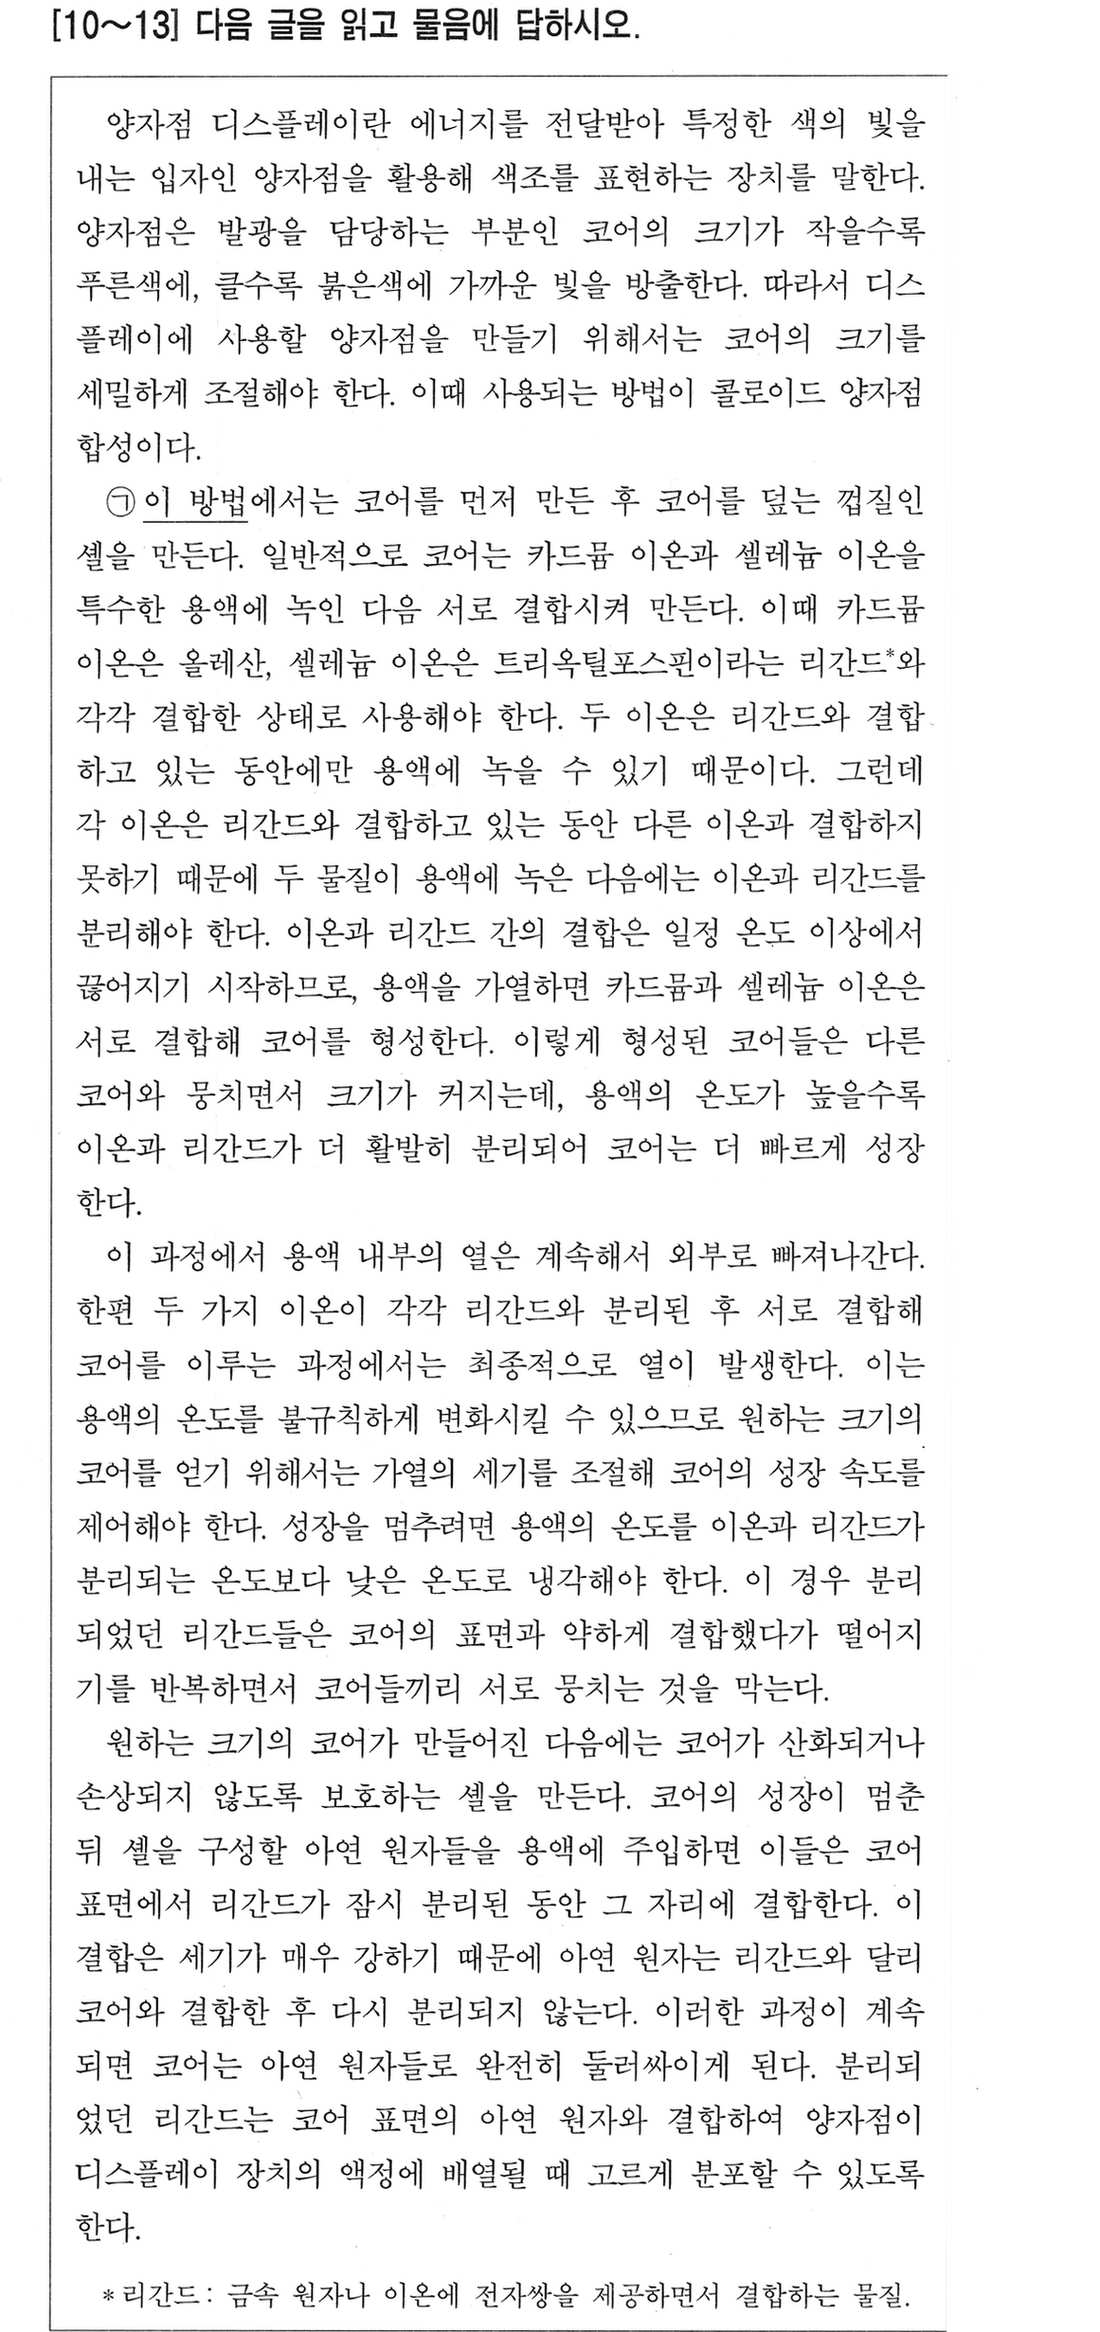 [10～13] 다음 글을 읽고 물음에 답하시오.
양자점 디스플레이란 에너지를 전달받아 특정한 색의 빛을
내는 입자인 양자점을 활용해 색조를 표현하는 장치를 말한다.
양자점은 발광을 담당하는 부분인 코어의 크기가 작을수록
푸른색에, 클수록 붉은색에 가까운 빛을 방출한다. 따라서 디스
플레이에 사용할 양자점을 만들기 위해서는 코어의 크기를
세밀하게 조절해야 한다. 이때 사용되는 방법이 콜로이드 양자점
합성이다.
㉠이 방법에서는 코어를 먼저 만든 후 코어를 덮는 껍질인
셸을 만든다. 일반적으로 코어는 카드뮴 이온과 셀레늄 이온을
특수한 용액에 녹인 다음 서로 결합시켜 만든다. 이때 카드뮴
이온은 올레산, 셀레늄 이온은 트리옥틸포스핀이라는 리간드*와
각각 결합한 상태로 사용해야 한다. 두 이온은 리간드와 결합
하고 있는 동안에만 용액에 녹을 수 있기 때문이다. 그런데
각 이온은 리간드와 결합하고 있는 동안 다른 이온과 결합하지
못하기 때문에 두 물질이 용액에 녹은 다음에는 이온과 리간드를
분리해야 한다. 이온과 리간드 간의 결합은 일정 온도 이상에서
끊어지기 시작하므로, 용액을 가열하면 카드뮴과 셀레늄 이온은
서로 결합해 코어를 형성한다. 이렇게 형성된 코어들은 다른
코어와 뭉치면서 크기가 커지는데, 용액의 온도가 높을수록
이온과 리간드가 더 활발히 분리되어 코어는 더 빠르게 성장
한다.
이 과정에서 용액 내부의 열은 계속해서 외부로 빠져나간다.
한편 두 가지 이온이 각각 리간드와 분리된 후 서로 결합해
코어를 이루는 과정에서는 최종적으로 열이 발생한다. 이는
용액의 온도를 불규칙하게 변화시킬 수 있으므로 원하는 크기의
코어를 얻기 위해서는 가열의 세기를 조절해 코어의 성장 속도를
제어해야 한다. 성장을 멈추려면 용액의 온도를 이온과 리간드가
분리되는 온도보다 낮은 온도로 냉각해야 한다. 이 경우 분리
되었던 리간드들은 코어의 표면과 약하게 결합했다가 떨어지
기를 반복하면서 코어들끼리 서로 뭉치는 것을 막는다.
원하는 크기의 코어가 만들어진 다음에는 코어가 산화되거나
손상되지 않도록 보호하는 셸을 만든다. 코어의 성장이 멈춘
뒤 셸을 구성할 아연 원자들을 용액에 주입하면 이들은 코어
표면에서 리간드가 잠시 분리된 동안 그 자리에 결합한다. 이
결합은 세기가 매우 강하기 때문에 아연 원자는 리간드와 달리
코어와 결합한 후 다시 분리되지 않는다. 이러한 과정이 계속
되면 코어는 아연 원자들로 완전히 둘러싸이게 된다. 분리되
었던 리간드는 코어 표면의 아연 원자와 결합하여 양자점이
디스플레이 장치의 액정에 배열될 때 고르게 분포할 수 있도록
한다.
* 리간드 : 금속 원자나 이온에 전자쌍을 제공하면서 결합하는 물질.